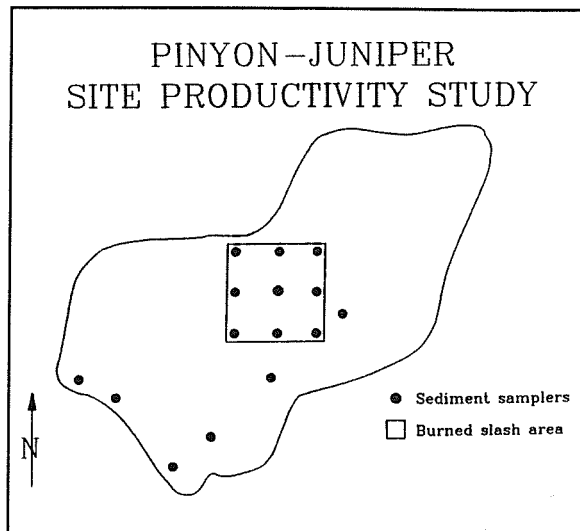 PINYON-JUNIPER
SITE PRODUCTIVITY STUDY
Sediment samplers
Burned slash area
N